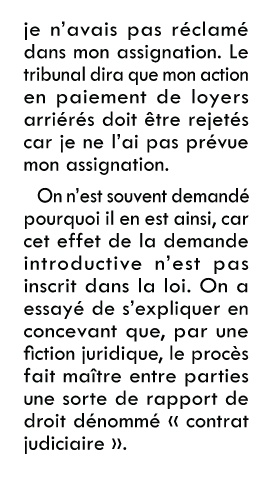 je n’avais pas réclamé
dans mon assignation. Le
tribunal dira que mon action
en paiement de loyers
arriérés doit être rejetés
car je ne l’ai pas prévue
mon assignation.
On n’est souvent demandé
pourquoi il en est ainsi, car
cet effet de la demande
introductive n’est pas
inscrit dans la loi. On a
essayé de s’expliquer en
concevant que, par une
fiction juridique, le procès
fait maître entre parties
une sorte de rapport de
droit dénommé « contrat
judiciaire ».